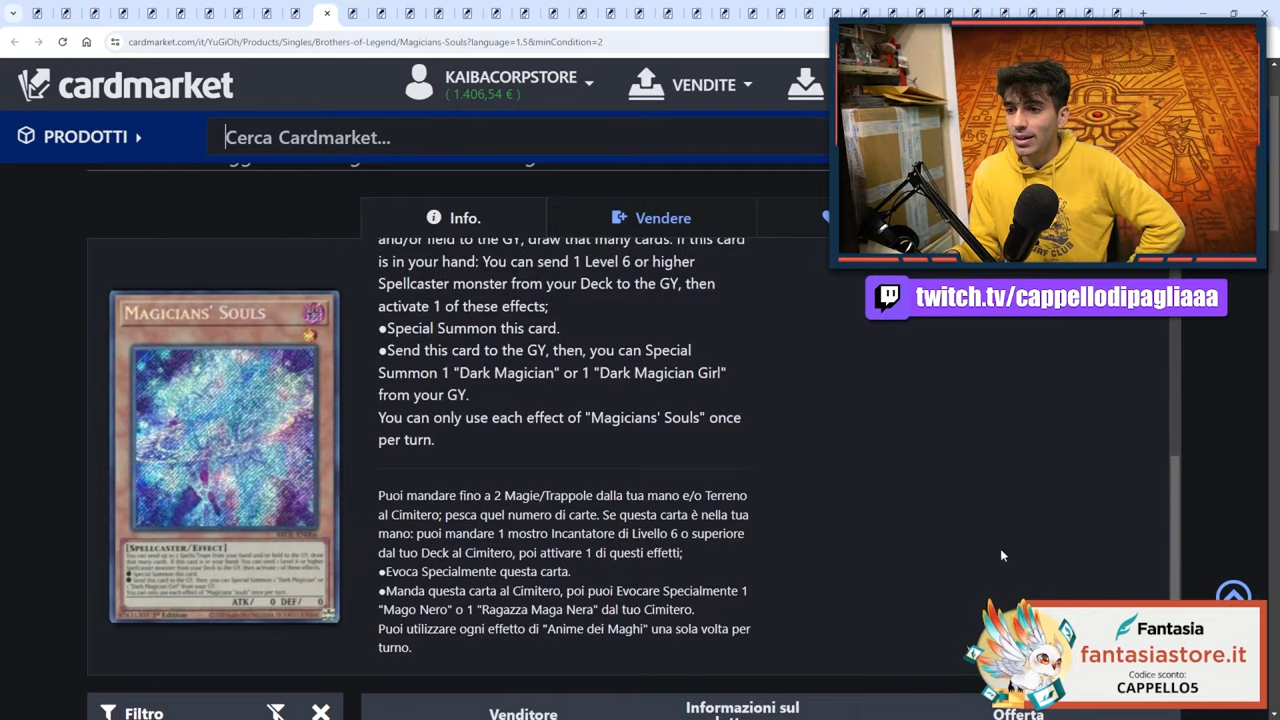 cardmarket.com/it/YuGiOh/Products/Singles/Brothers-of-Legend/Magicians-Souls?language=1,5&minCondition=2
cardmarket
KAIBACORPSTORE
( 1.406,54 € )
VENDITE
PRODOTTI
Cerca Cardmarket...
Info.
Vendere
and/or field to the GY, draw that many cards. If this card
is in your hand: You can send 1 Level 6 or higher
Spellcaster monster from your Deck to the GY, then
activate 1 of these effects;
●Special Summon this card.
●Send this card to the GY, then, you can Special
Summon 1 "Dark Magician" or 1 "Dark Magician Girl"
from your GY.
You can only use each effect of "Magicians' Souls" once
per turn.
Puoi mandare fino a 2 Magie/Trappole dalla tua mano e/o Terreno
al Cimitero; pesca quel numero di carte. Se questa carta è nella tua
mano: puoi mandare 1 mostro Incantatore di Livello 6 o superiore
dal tuo Deck al Cimitero, poi attivare 1 di questi effetti;
●Evoca Specialmente questa carta.
●Manda questa carta al Cimitero, poi puoi Evocare Specialmente 1
"Mago Nero" o 1 "Ragazza Maga Nera" dal tuo Cimitero.
Puoi utilizzare ogni effetto di "Anime dei Maghi" una sola volta per
turno.
MAGICIANS' SOULS
[SPELLCASTER/EFFECT]
ATK/ 0 DEF/ 0
1st Edition
twitch.tv/cappellodipagliaaa
SURF CLUB
Fantasia
fantasiastore.it
Codice sconto:
CAPPELLO5
Filtro
Venditore
Informazioni sul
Offerta